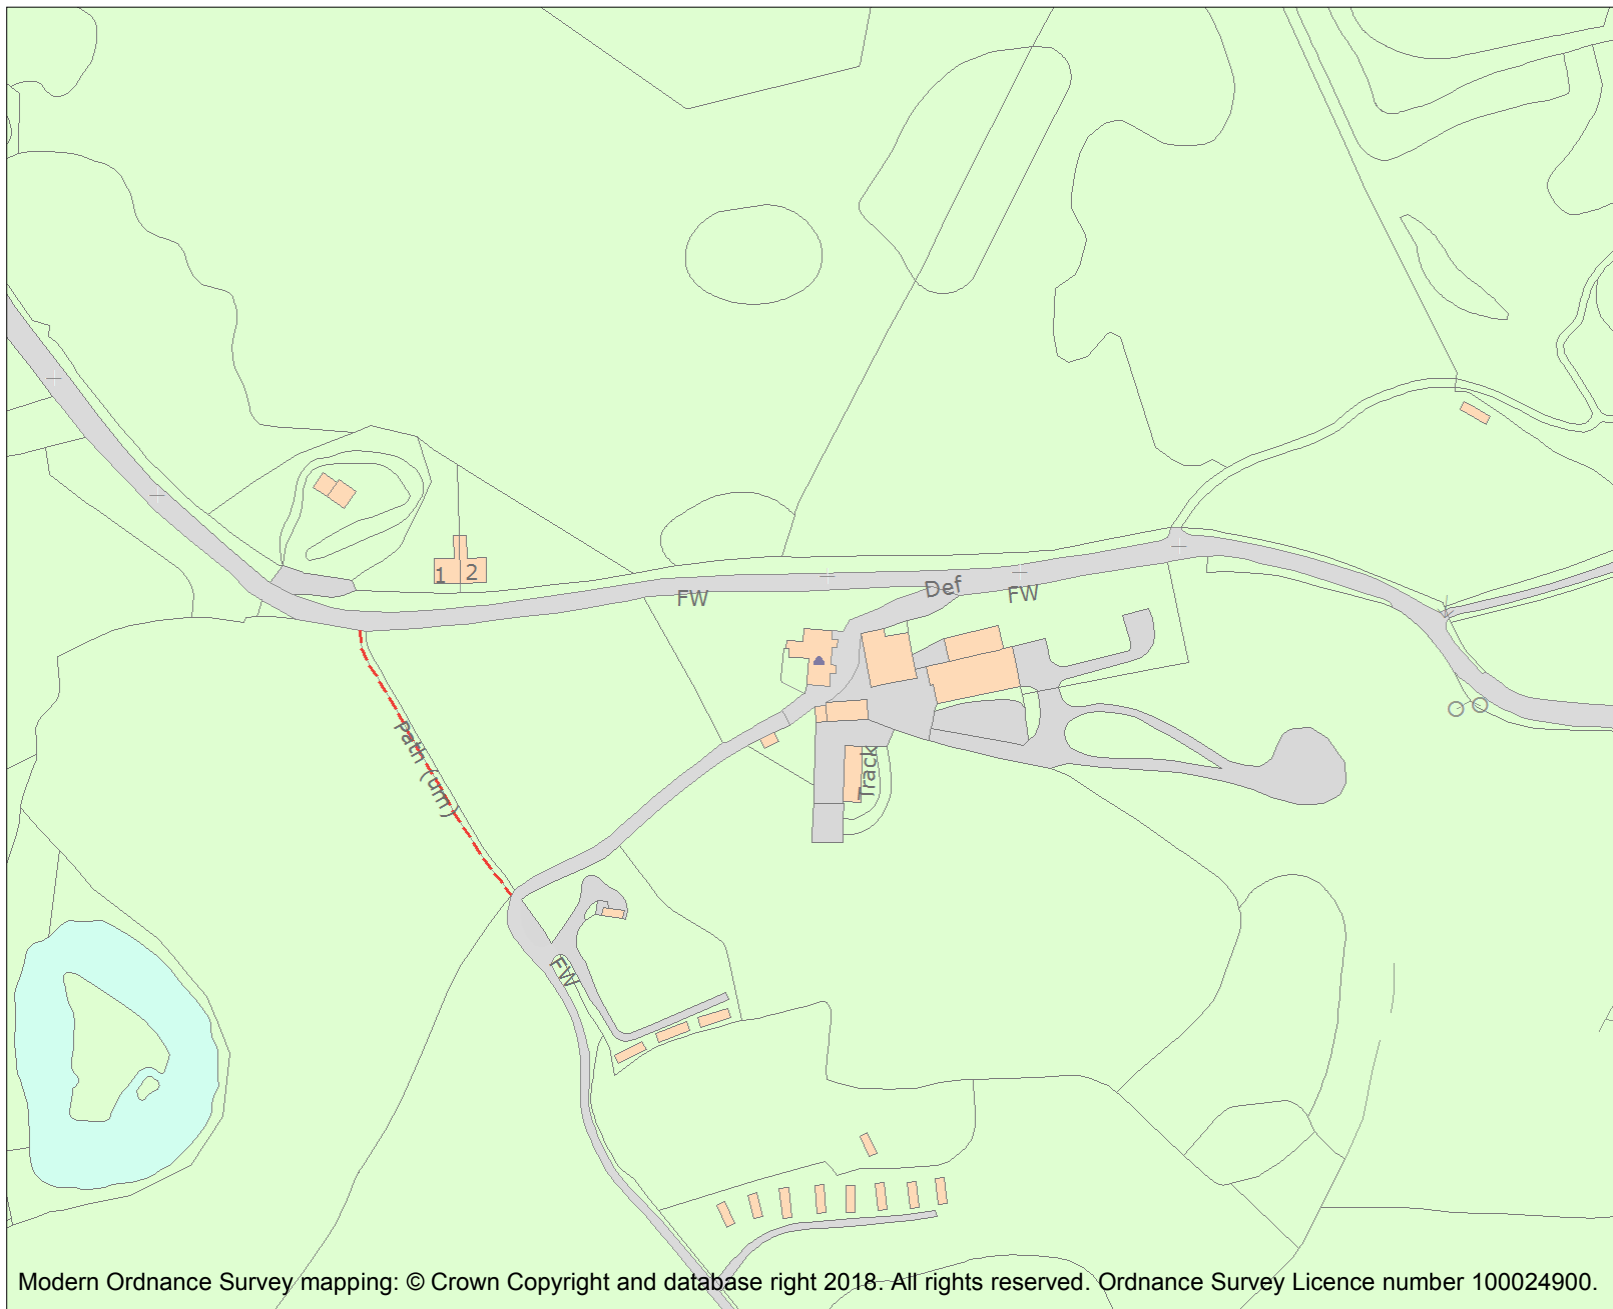 1
2
FW
Def
FW
Path (um)
Track
FW
Modern Ordnance Survey mapping: © Crown Copyright and database right 2018. All rights reserved. Ordnance Survey Licence number 100024900.